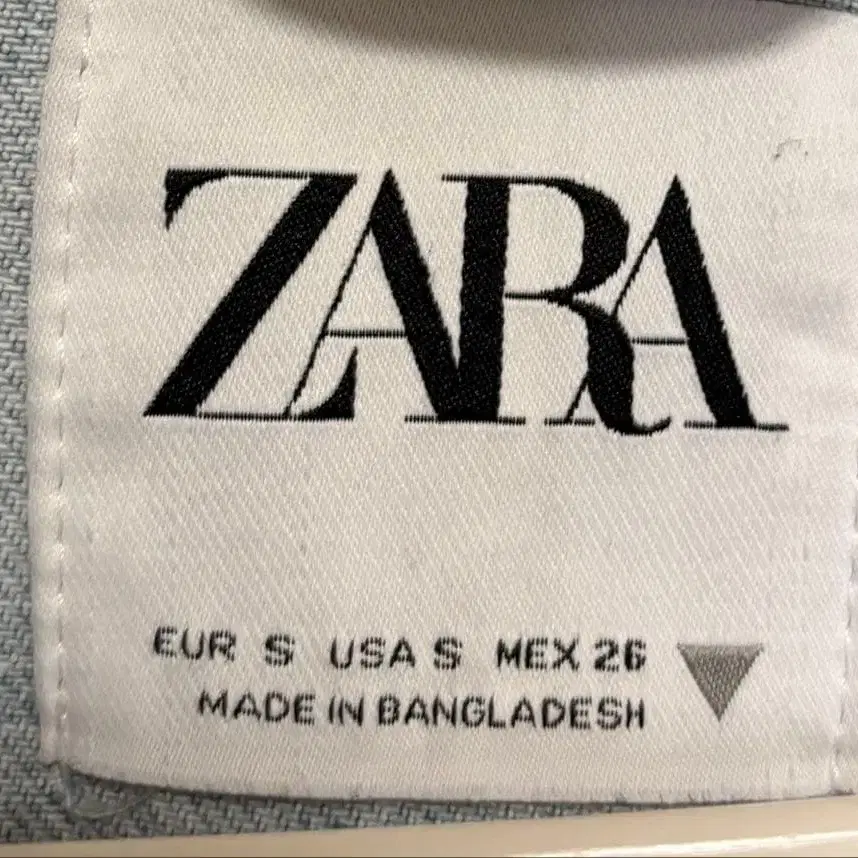 ZARA
EUR S USA S MEX 26
MADE IN BANGLADESH